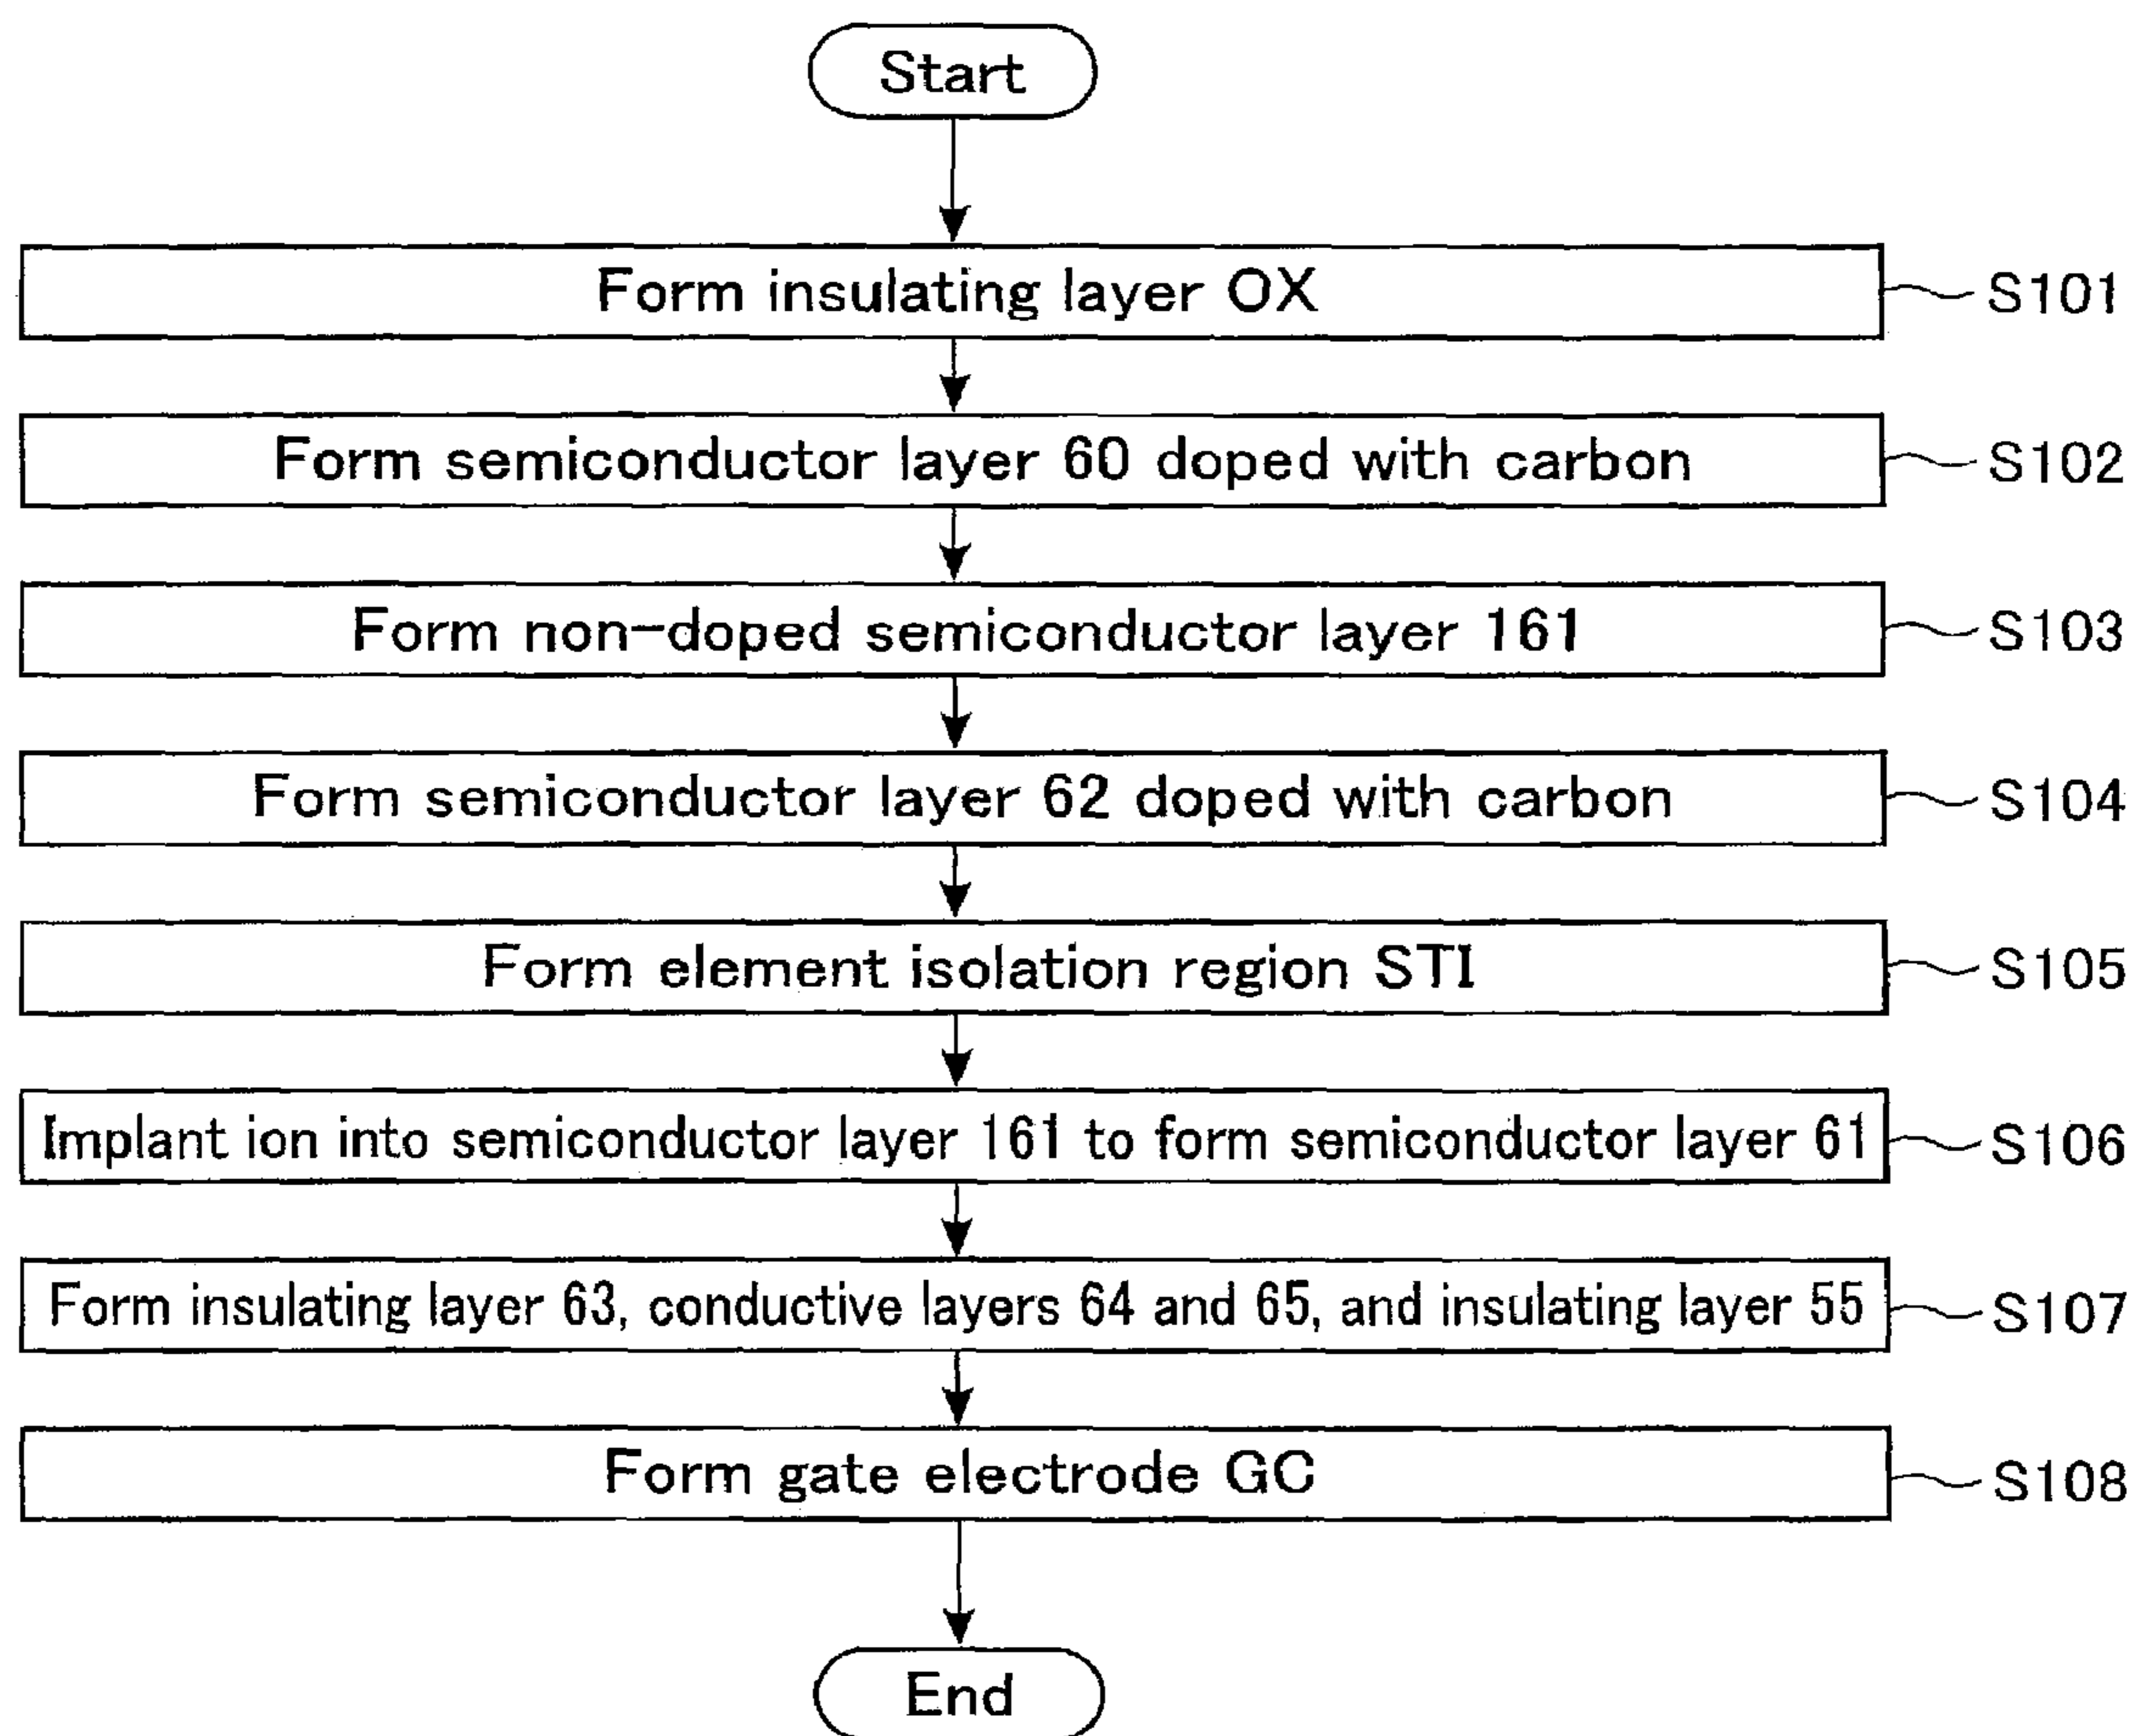 Start
Form insulating layer OX
S101
Form semiconductor layer 60 doped with carbon
S102
Form non-doped semiconductor layer 161
S103
Form semiconductor layer 62 doped with carbon
S104
Form element isolation region STI
S105
Implant ion into semiconductor layer 161 to form semiconductor layer 61
S106
Form insulating layer 63, conductive layers 64 and 65, and insulating layer 55
S107
Form gate electrode GC
S108
End